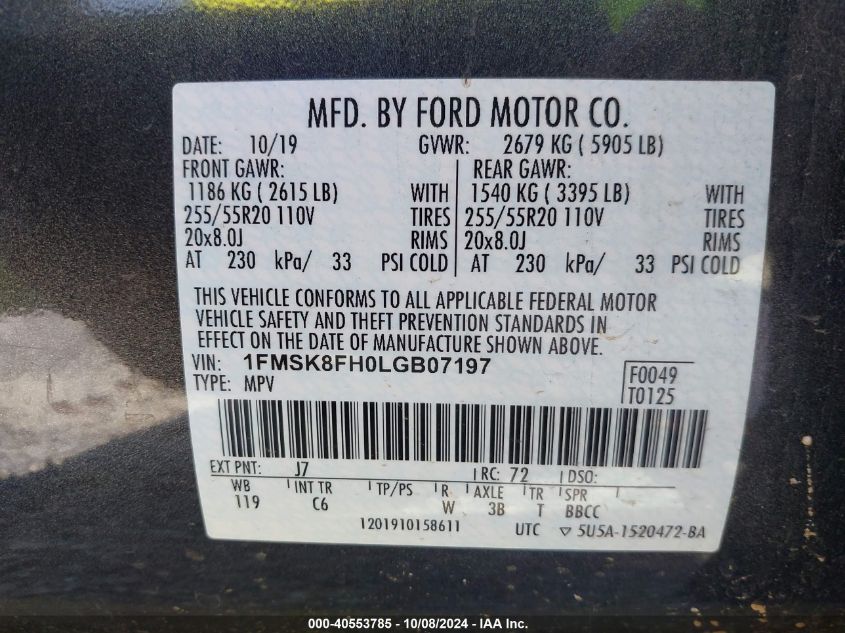 MFD. BY FORD MOTOR CO.
DATE: 10/19 GVWR: 2679 KG ( 5905 LB)
FRONT GAWR: REAR GAWR:
1186 KG ( 2615 LB) WITH 1540 KG ( 3395 LB) WITH
255/55R20 110V TIRES 255/55R20 110V TIRES
20x8.0J RIMS 20x8.0J RIMS
AT 230 kPa/ 33 PSI COLD AT 230 kPa/ 33 PSI COLD
THIS VEHICLE CONFORMS TO ALL APPLICABLE FEDERAL MOTOR
VEHICLE SAFETY AND THEFT PREVENTION STANDARDS IN
EFFECT ON THE DATE OF MANUFACTURE SHOWN ABOVE.
VIN: 1FMSK8FH0LGB07197
TYPE: MPV
F0049
T0125
EXT PNT: J7 RC: 72 DSO:
WB INT TR TP/PS R AXLE TR SPR
119 C6 W 3B T BBCC
1201910158611 UTC ▽ 5U5A-1520472-BA
000-40553785 - 10/08/2024 - IAA Inc.